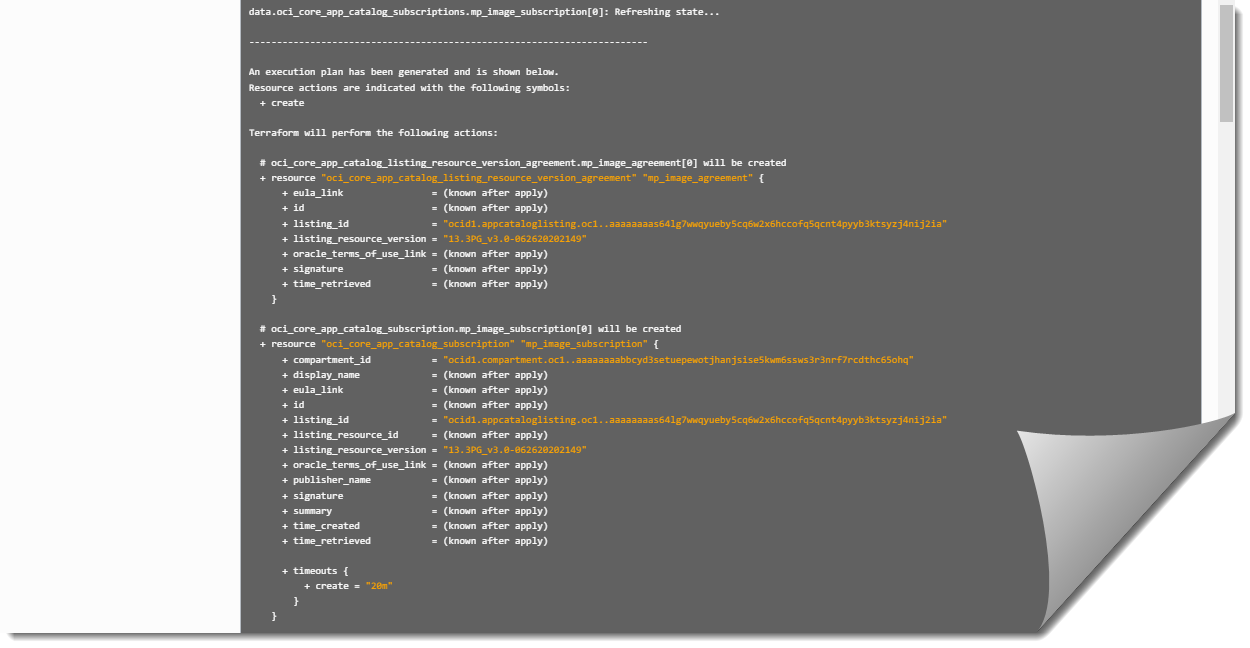 data.oci_core_app_catalog_subscriptions.mp_image_subscription[0]: Refreshing state...
------------------------------------------------------------------------
An execution plan has been generated and is shown below.
Resource actions are indicated with the following symbols:
+ create
Terraform will perform the following actions:
# oci_core_app_catalog_listing_resource_version_agreement.mp_image_agreement[0] will be created
+ resource "oci_core_app_catalog_listing_resource_version_agreement" "mp_image_agreement" {
+ eula_link = (known after apply)
+ id = (known after apply)
+ listing_id = "ocid1.appcataloglisting.oc1..aaaaaaaas64lg7wwqyueby5cq6w2x6hccofq5qcnt4pyyb3ktsyzj4nij2ia"
+ listing_resource_version = "13.3PG_v3.0-062620202149"
+ oracle_terms_of_use_link = (known after apply)
+ signature = (known after apply)
+ time_retrieved = (known after apply)
}
# oci_core_app_catalog_subscription.mp_image_subscription[0] will be created
+ resource "oci_core_app_catalog_subscription" "mp_image_subscription" {
+ compartment_id = "ocid1.compartment.oc1..aaaaaaaabbcyd3setuepewotjhanjsise5kwm6ssws3r3nrf7rcdthc65ohq"
+ display_name = (known after apply)
+ eula_link = (known after apply)
+ id = (known after apply)
+ listing_id = "ocid1.appcataloglisting.oc1..aaaaaaaas64lg7wwqyueby5cq6w2x6hccofq5qcnt4pyyb3ktsyzj4nij2ia"
+ listing_resource_id = (known after apply)
+ listing_resource_version = "13.3PG_v3.0-062620202149"
+ oracle_terms_of_use_link = (known after apply)
+ publisher_name = (known after apply)
+ signature = (known after apply)
+ summary = (known after apply)
+ time_created = (known after apply)
+ time_retrieved = (known after apply)
+ timeouts {
+ create = "20m"
}
}